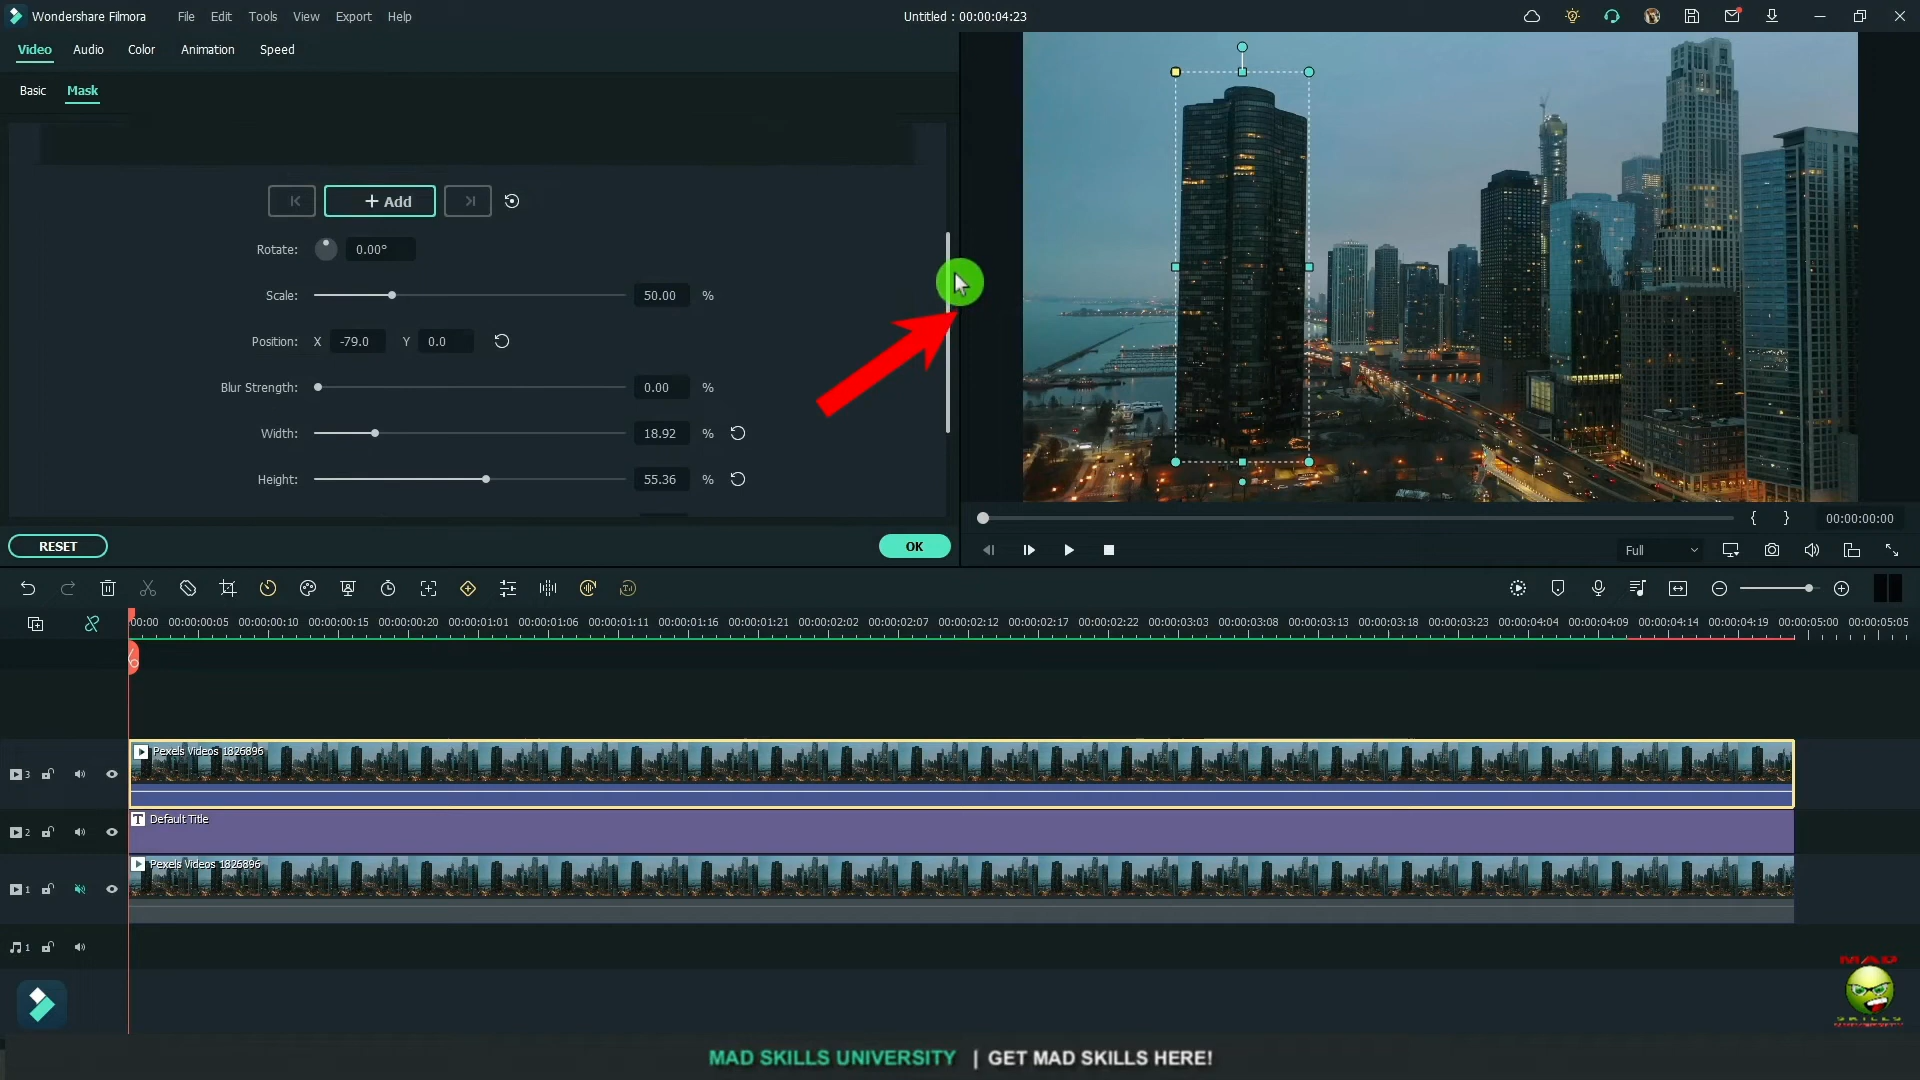 Wondershare Filmora File Edit Tools View Export Help Untitled : 00:00:04:23
Video Audio Color Animation Speed
Basic Mask
+ Add
Rotate: 0.00°
Scale: 50.00 %
Position: X -79.0 Y 0.0
Blur Strength: 0.00 %
Width: 18.92 %
Height: 55.36 %
RESET OK
{ } 00:00:00:00
Full
00:00 00:00:00:05 00:00:00:10 00:00:00:15 00:00:00:20 00:00:01:01 00:00:01:06 00:00:01:11 00:00:01:16 00:00:01:21 00:00:02:02 00:00:02:07 00:00:02:12 00:00:02:17 00:00:02:22 00:00:03:03 00:00:03:08 00:00:03:13 00:00:03:18 00:00:03:23 00:00:04:04 00:00:04:09 00:00:04:14 00:00:04:19 00:00:05:00 00:00:05:05
3 Pexels Videos 1826896
2 T Default Title
1 Pexels Videos 1826896
1
MAD
SKILLS
MAD SKILLS UNIVERSITY | GET MAD SKILLS HERE!